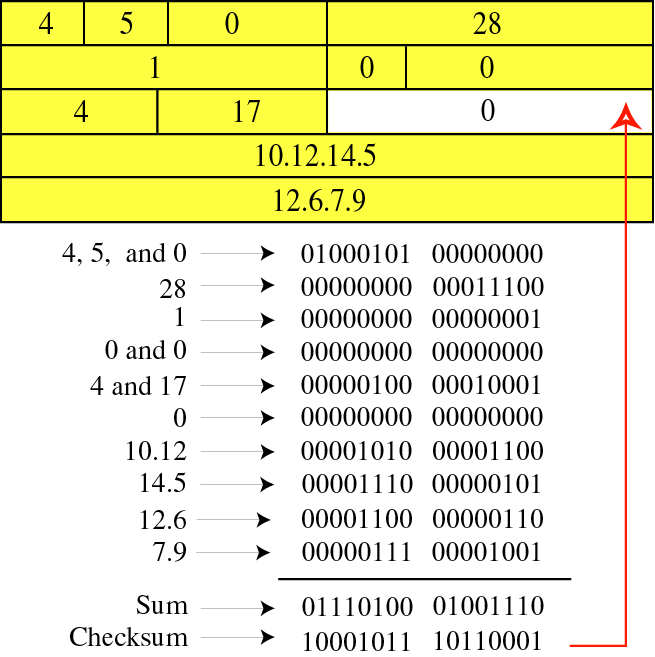 4 5 0 28
1 0 0
4 17 0
10.12.14.5
12.6.7.9
4, 5, and 0 01000101 00000000
28 00000000 00011100
1 00000000 00000001
0 and 0 00000000 00000000
4 and 17 00000100 00010001
0 00000000 00000000
10.12 00001010 00001100
14.5 00001110 00000101
12.6 00001100 00000110
7.9 00000111 00001001
Sum 01110100 01001110
Checksum 10001011 10110001